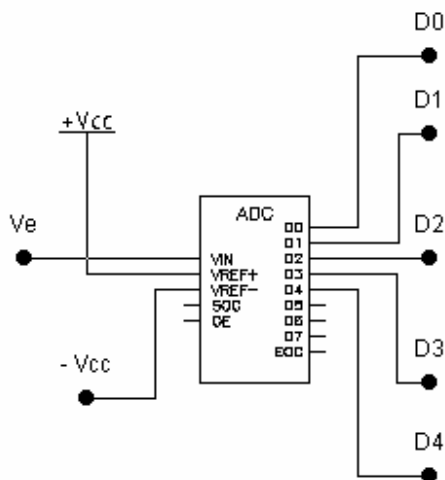 D0
D1
+Vcc
ADC
Ve
D2
D0
D1
VIN D2
VREF+ D3
VREF- D4
SOC D5
OE D6
D7
EOC
- Vcc
D3
D4